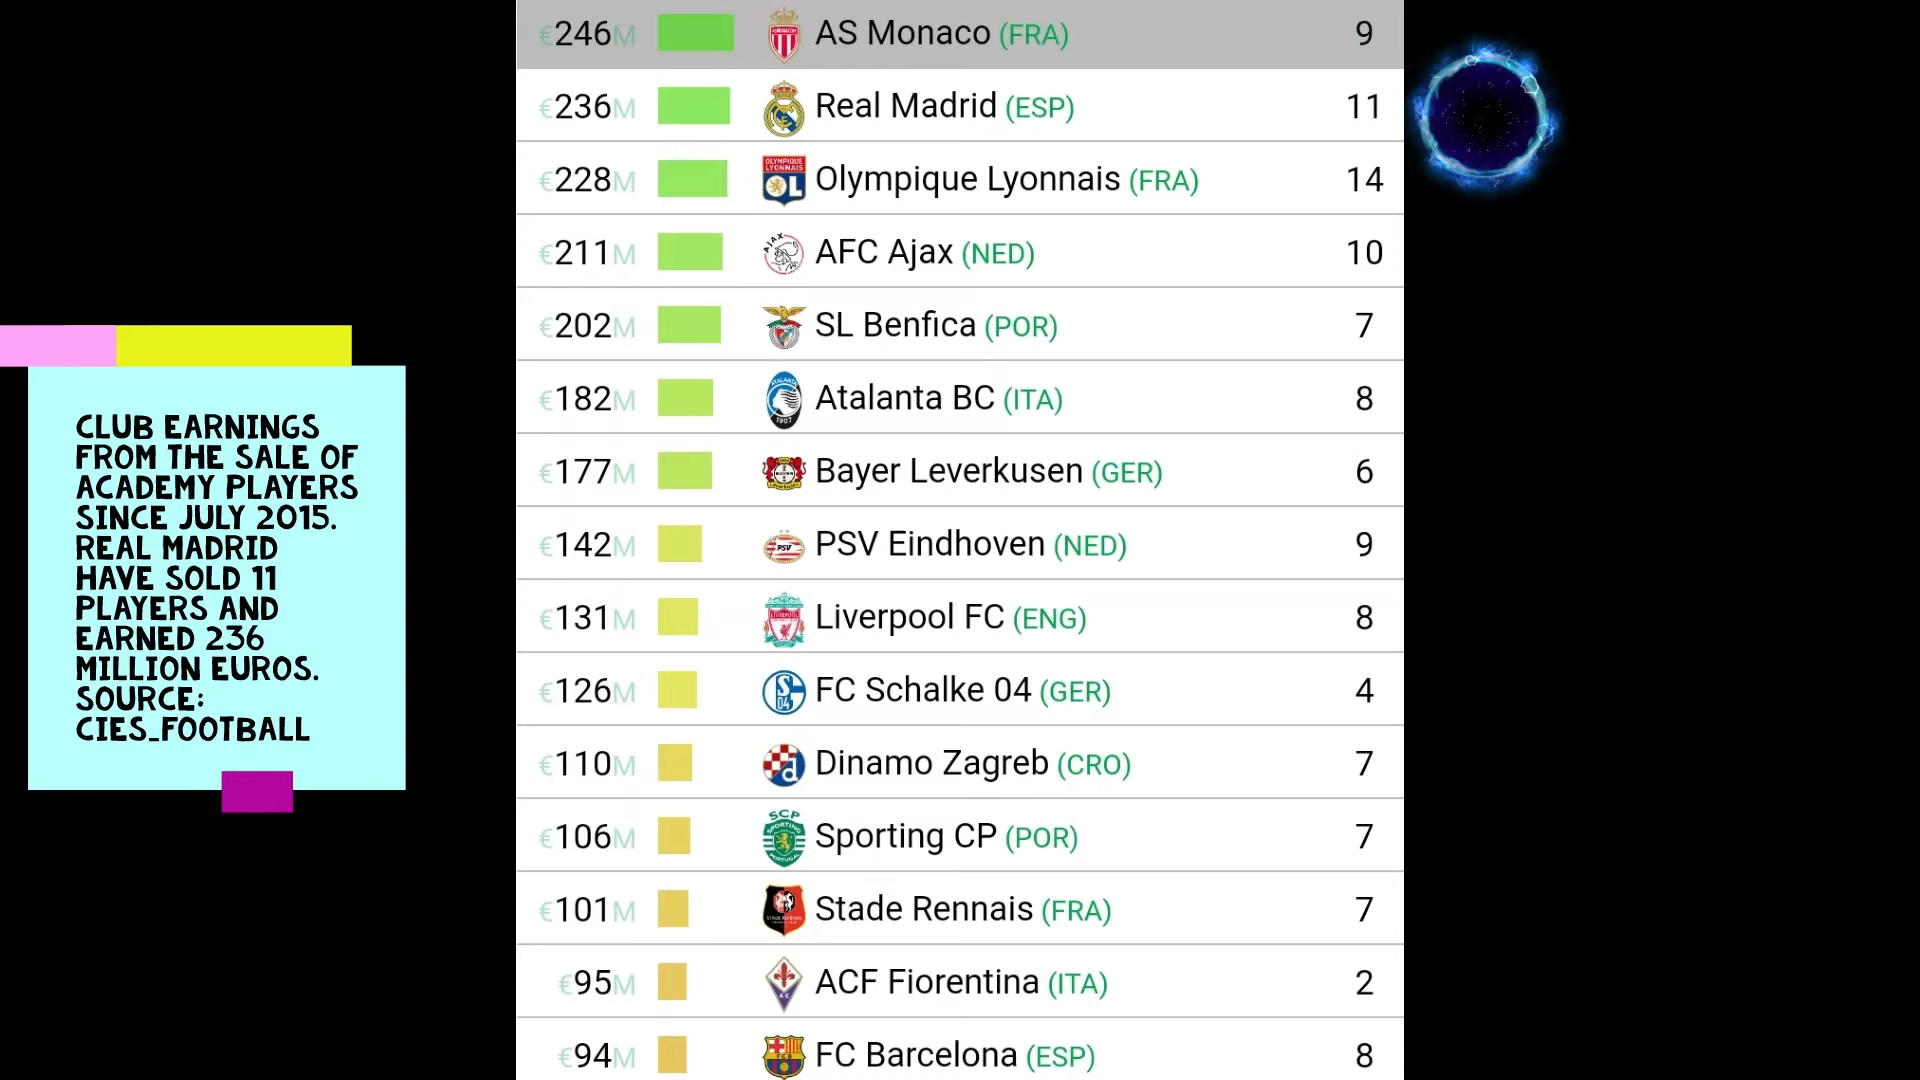 €246M AS Monaco (FRA) 9
€236M Real Madrid (ESP) 11
€228M Olympique Lyonnais (FRA) 14
€211M AFC Ajax (NED) 10
€202M SL Benfica (POR) 7
€182M Atalanta BC (ITA) 8
€177M Bayer Leverkusen (GER) 6
€142M PSV Eindhoven (NED) 9
€131M Liverpool FC (ENG) 8
€126M FC Schalke 04 (GER) 4
€110M Dinamo Zagreb (CRO) 7
€106M Sporting CP (POR) 7
€101M Stade Rennais (FRA) 7
€95M ACF Fiorentina (ITA) 2
€94M FC Barcelona (ESP) 8
CLUB EARNINGS
FROM THE SALE OF
ACADEMY PLAYERS
SINCE JULY 2015.
REAL MADRID
HAVE SOLD 11
PLAYERS AND
EARNED 236
MILLION EUROS.
SOURCE:
CIES_FOOTBALL